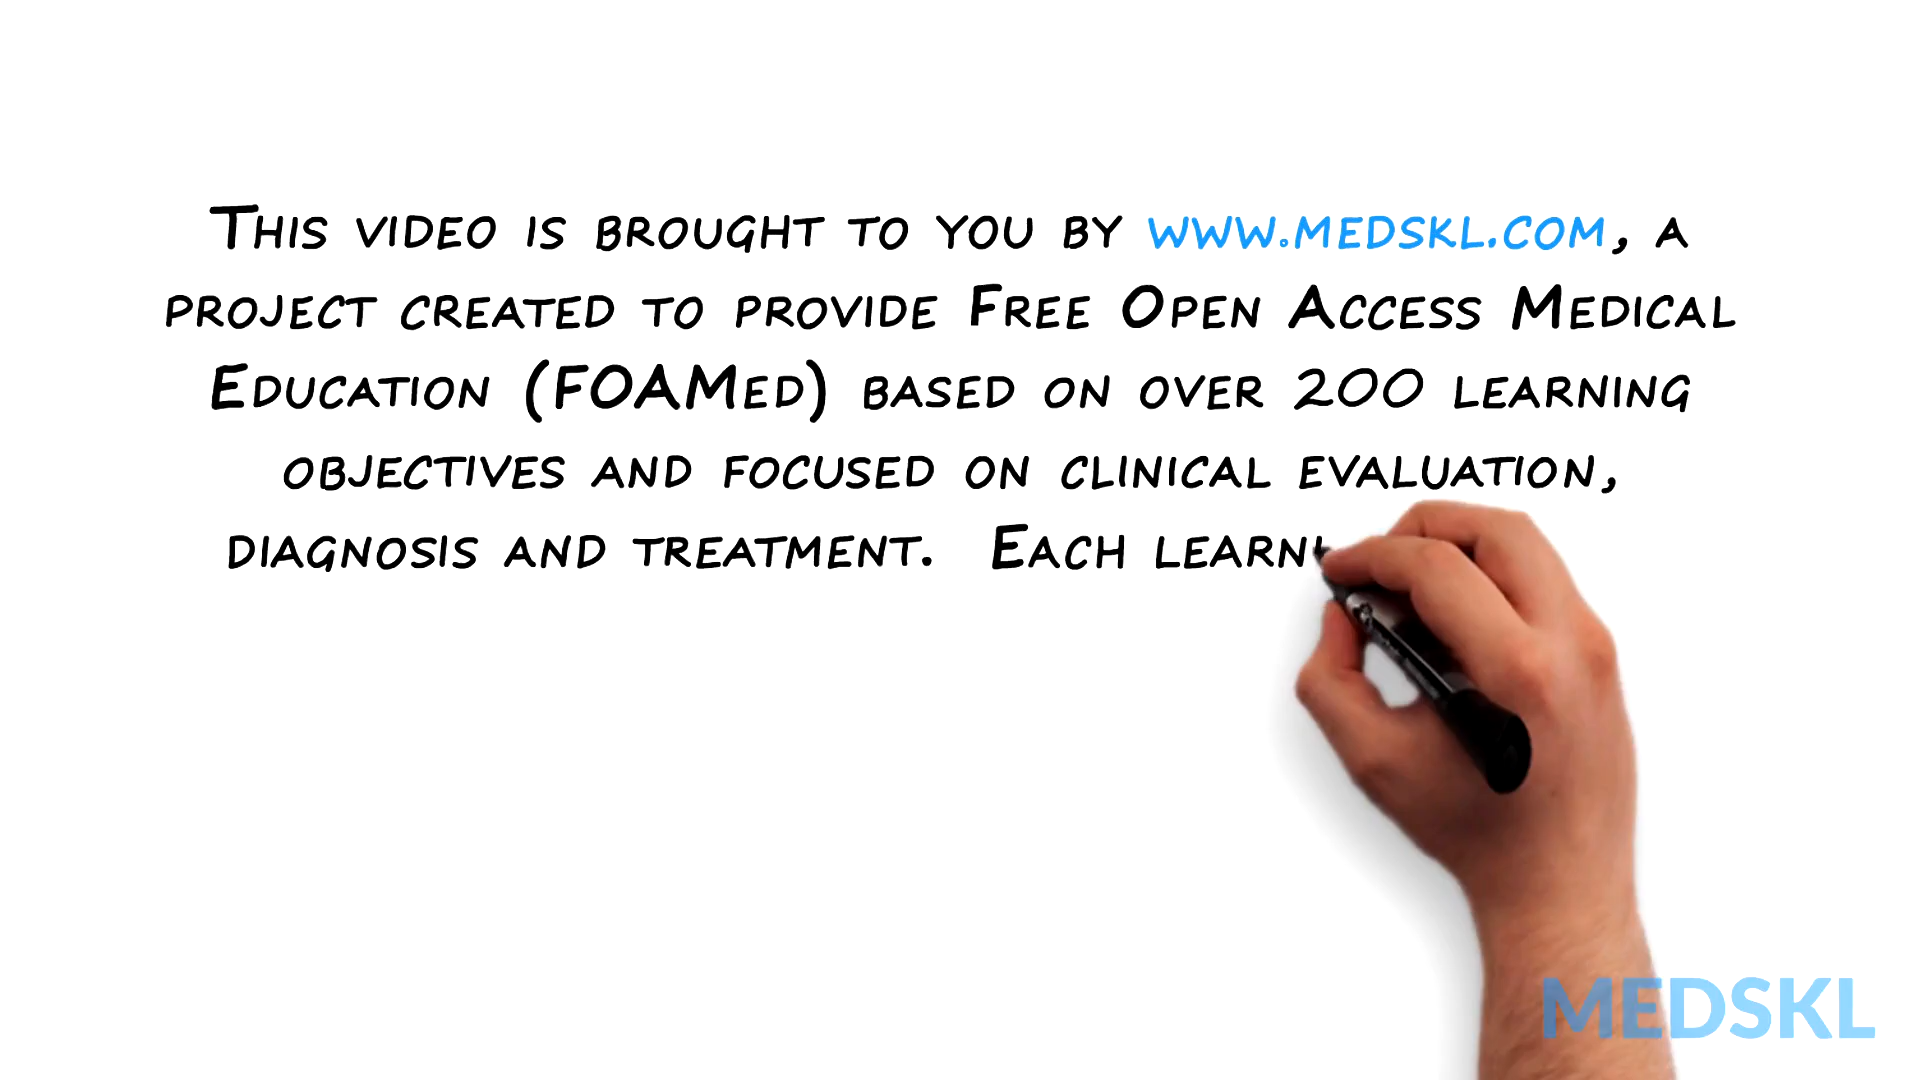 This video is brought to you by www.medskl.com, a
project created to provide Free Open Access Medical
Education (FOAMed) based on over 200 learning
objectives and focused on clinical evaluation,
diagnosis and treatment. Each learni
MEDSKL